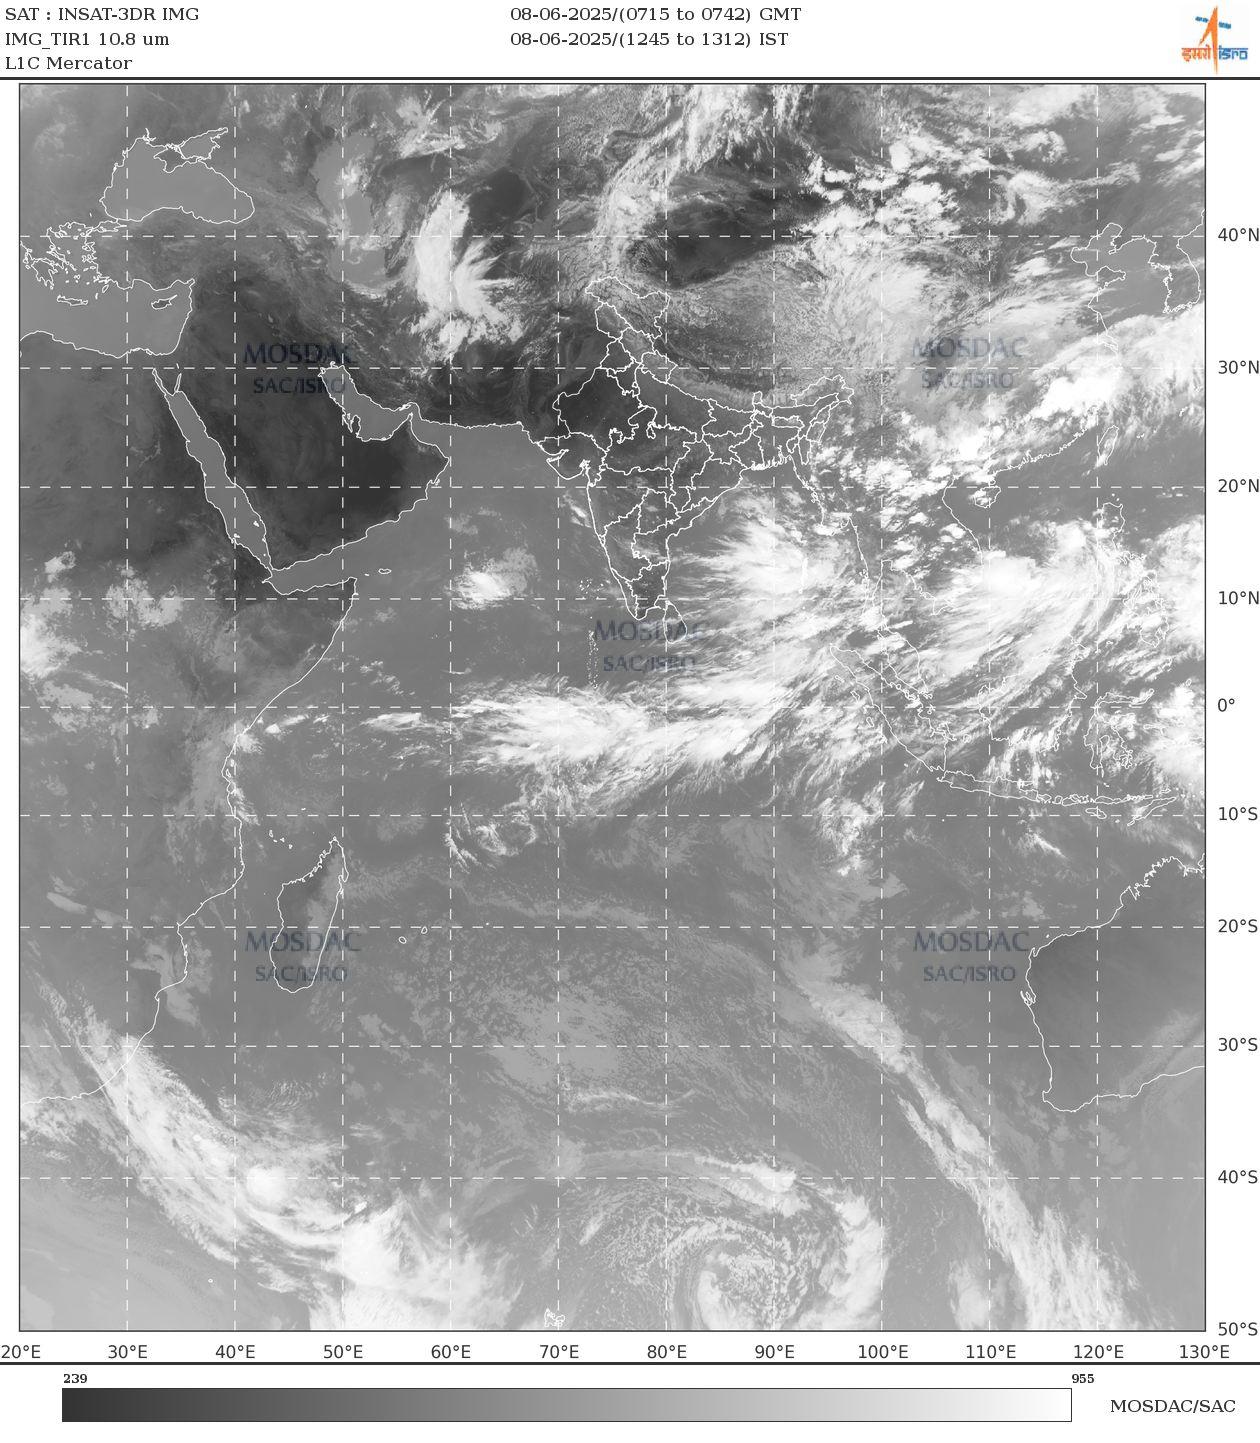 SAT : INSAT-3DR IMG
08-06-2025/(0715 to 0742) GMT
IMG_TIR1 10.8 um
08-06-2025/(1245 to 1312) IST
L1C Mercator
इसरो isro
40°N
MOSDAC
SAC/ISRO
MOSDAC
SAC/ISRO
30°N
20°N
10°N
MOSDAC
SAC/ISRO
0°
10°S
20°S
MOSDAC
SAC/ISRO
MOSDAC
SAC/ISRO
30°S
40°S
50°S
20°E 30°E 40°E 50°E 60°E 70°E 80°E 90°E 100°E 110°E 120°E 130°E
239
955
MOSDAC/SAC